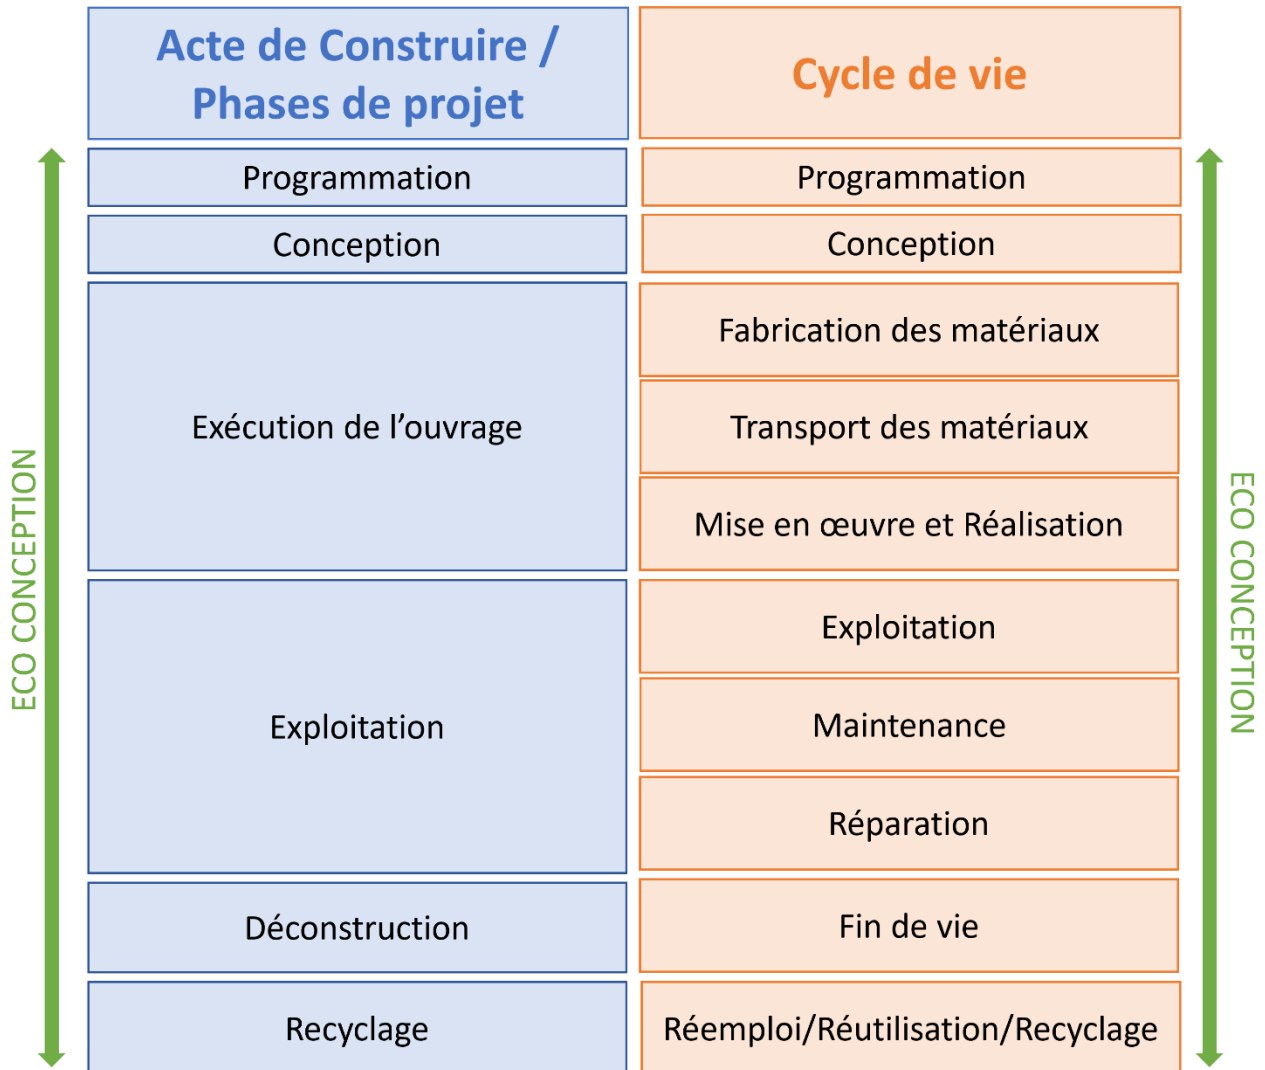 Acte de Construire /
Phases de projet
Cycle de vie
Programmation
Programmation
Conception
Conception
Exécution de l’ouvrage
Fabrication des matériaux
Transport des matériaux
Mise en œuvre et Réalisation
Exploitation
Exploitation
Maintenance
Réparation
Déconstruction
Fin de vie
Recyclage
Réemploi/Réutilisation/Recyclage
ECO CONCEPTION
ECO CONCEPTION